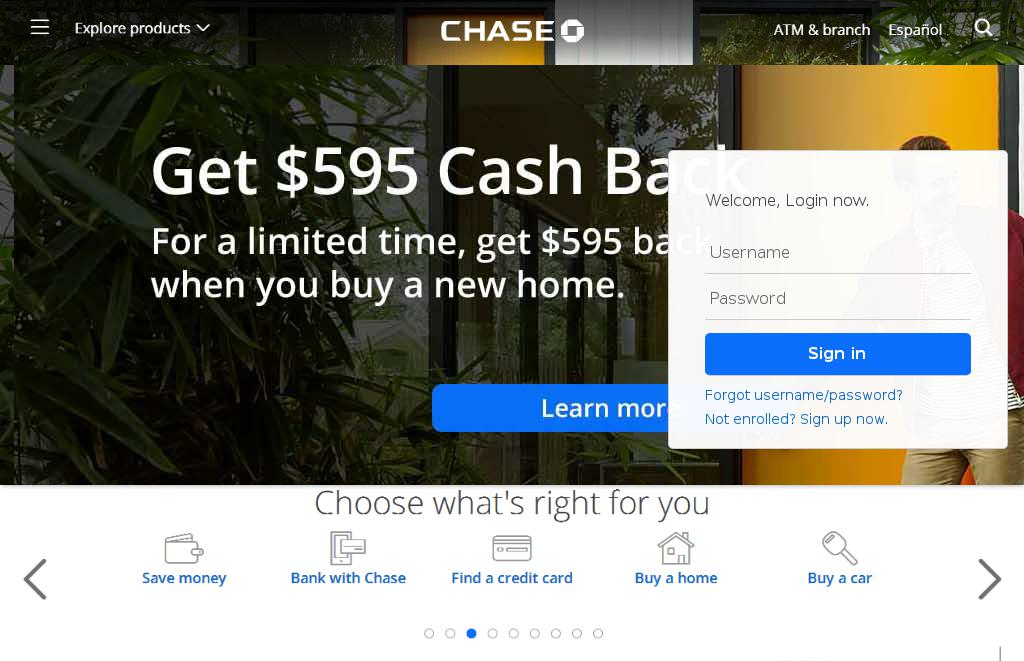 Explore products
CHASE
ATM & branch
Español
Get $595 Cash Back
For a limited time, get $595 back
when you buy a new home.
Learn more
Welcome, Login now.
Username
Password
Sign in
Forgot username/password?
Not enrolled? Sign up now.
Choose what's right for you
Save money
Bank with Chase
Find a credit card
Buy a home
Buy a car